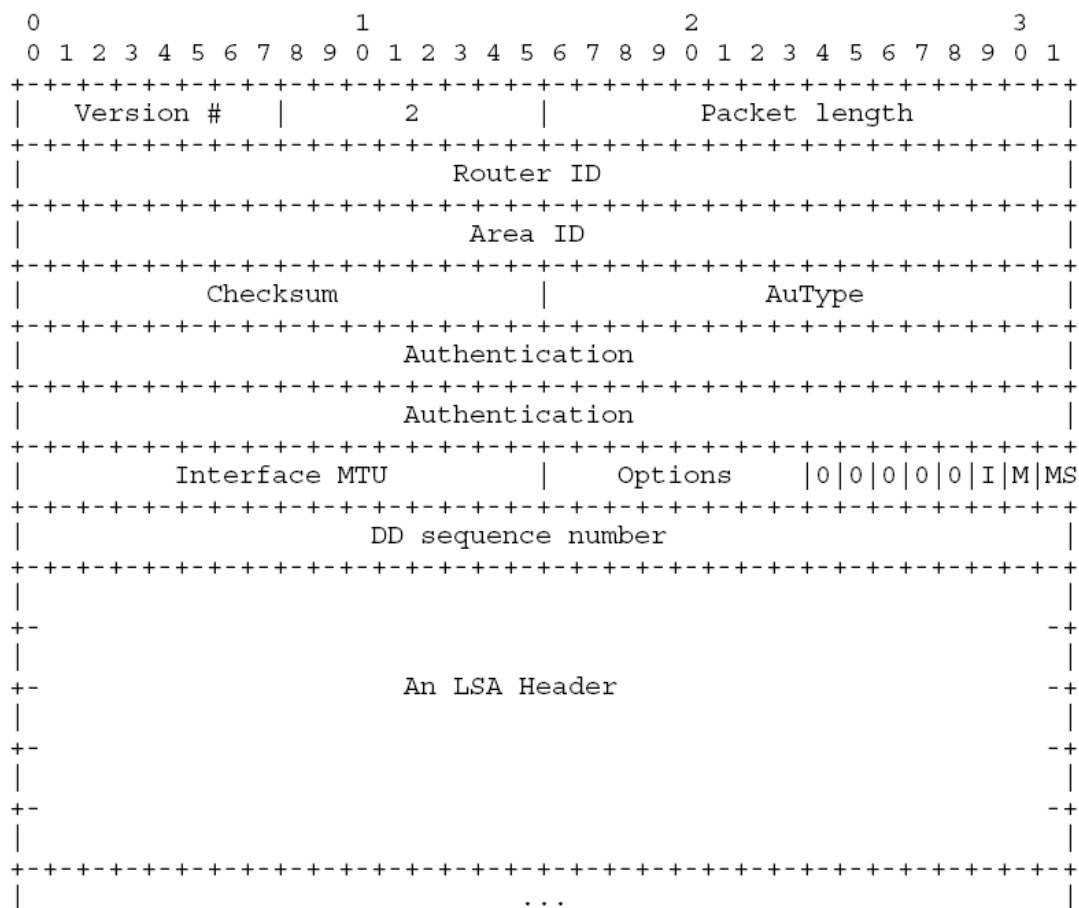 0                   1                   2                   3
 0 1 2 3 4 5 6 7 8 9 0 1 2 3 4 5 6 7 8 9 0 1 2 3 4 5 6 7 8 9 0 1
+-+-+-+-+-+-+-+-+-+-+-+-+-+-+-+-+-+-+-+-+-+-+-+-+-+-+-+-+-+-+-+-+
|   Version #   |       2       |         Packet length         |
+-+-+-+-+-+-+-+-+-+-+-+-+-+-+-+-+-+-+-+-+-+-+-+-+-+-+-+-+-+-+-+-+
|                          Router ID                            |
+-+-+-+-+-+-+-+-+-+-+-+-+-+-+-+-+-+-+-+-+-+-+-+-+-+-+-+-+-+-+-+-+
|                           Area ID                             |
+-+-+-+-+-+-+-+-+-+-+-+-+-+-+-+-+-+-+-+-+-+-+-+-+-+-+-+-+-+-+-+-+
|           Checksum            |             AuType            |
+-+-+-+-+-+-+-+-+-+-+-+-+-+-+-+-+-+-+-+-+-+-+-+-+-+-+-+-+-+-+-+-+
|                       Authentication                          |
+-+-+-+-+-+-+-+-+-+-+-+-+-+-+-+-+-+-+-+-+-+-+-+-+-+-+-+-+-+-+-+-+
|                       Authentication                          |
+-+-+-+-+-+-+-+-+-+-+-+-+-+-+-+-+-+-+-+-+-+-+-+-+-+-+-+-+-+-+-+-+
|         Interface MTU         |    Options    |0|0|0|0|0|I|M|MS
+-+-+-+-+-+-+-+-+-+-+-+-+-+-+-+-+-+-+-+-+-+-+-+-+-+-+-+-+-+-+-+-+
|                     DD sequence number                        |
+-+-+-+-+-+-+-+-+-+-+-+-+-+-+-+-+-+-+-+-+-+-+-+-+-+-+-+-+-+-+-+-+
|                                                               |
+-                                                             -+
|                                                               |
+-                      An LSA Header                          -+
|                                                               |
+-                                                             -+
|                                                               |
+-                                                             -+
|                                                               |
+-+-+-+-+-+-+-+-+-+-+-+-+-+-+-+-+-+-+-+-+-+-+-+-+-+-+-+-+-+-+-+-+
|                              ...                              |